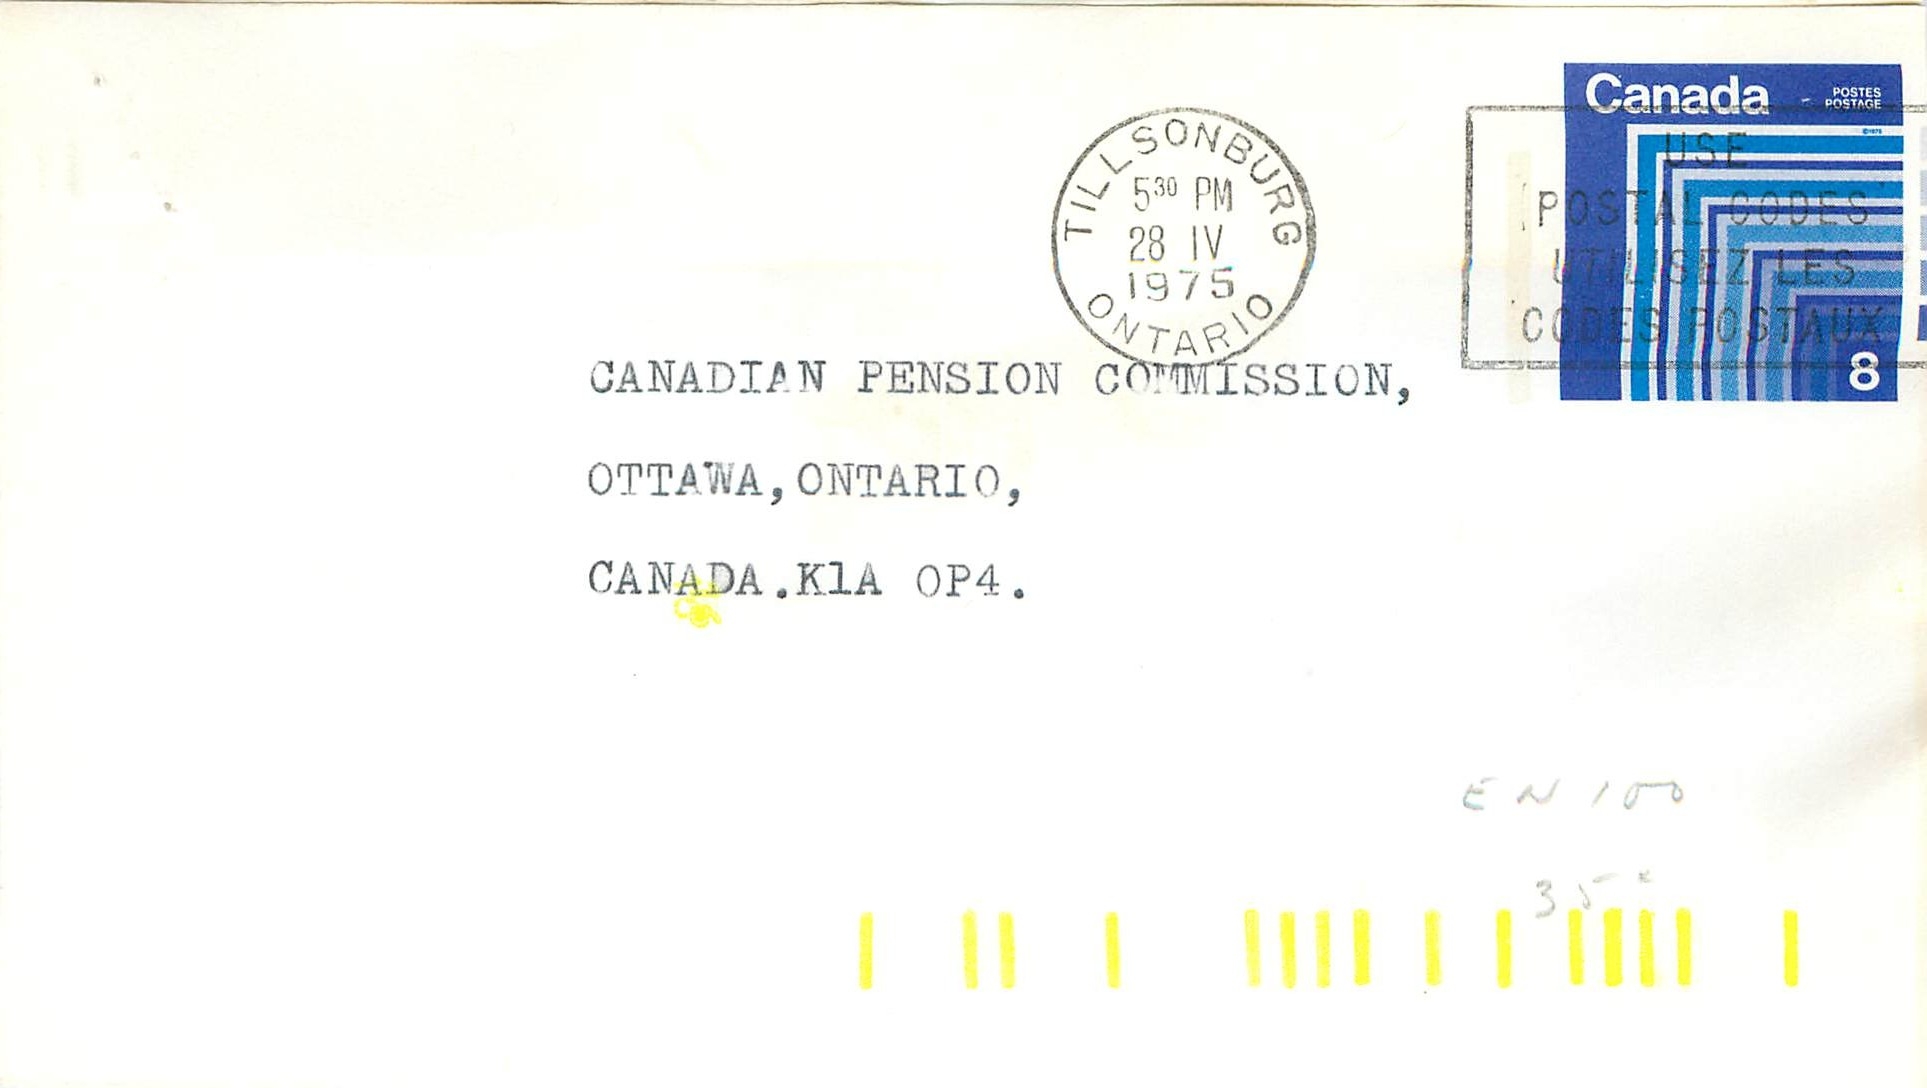 Canada
POSTES
POSTAGE
TILLSONBURG
5 30 PM
28 IV
1975
ONTARIO
USE
POSTAL CODES
UTILISEZ LES
CODES POSTAUX
8
CANADIAN PENSION COMMISSION,
OTTAWA,ONTARIO,
CANADA.K1A OP4.
EN 100